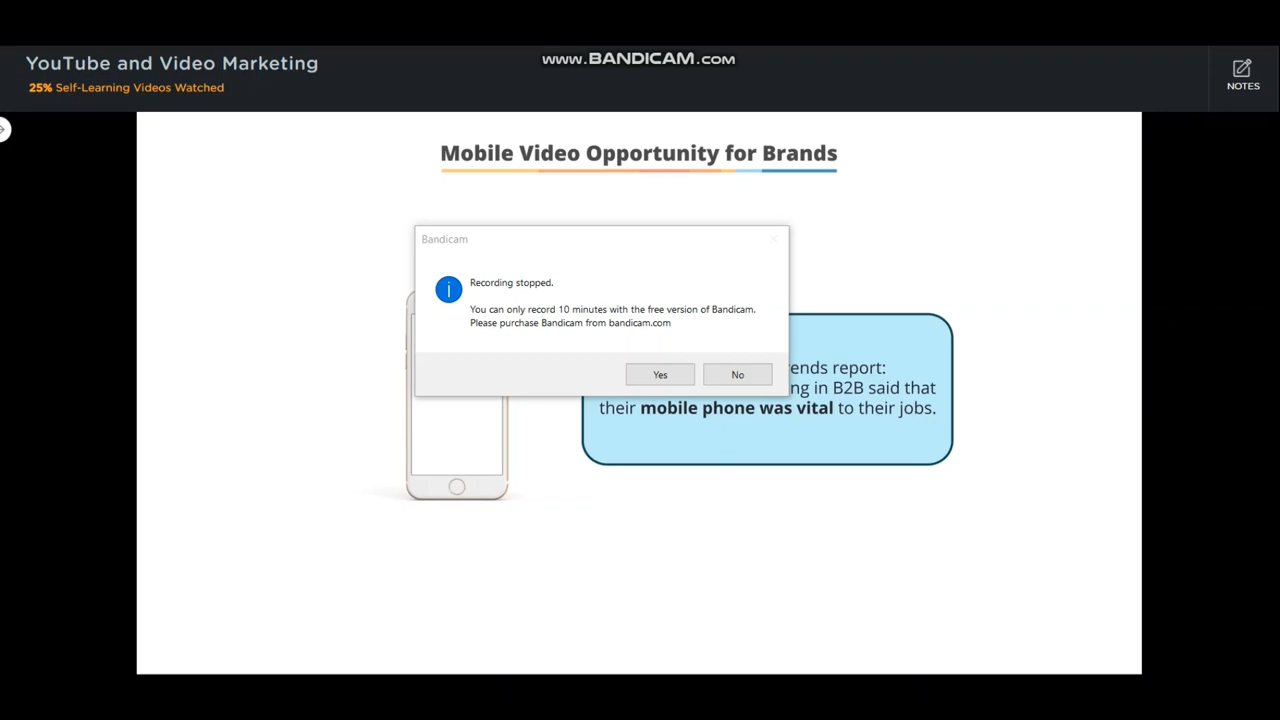 www.BANDICAM.com
YouTube and Video Marketing
25% Self-Learning Videos Watched
NOTES
Mobile Video Opportunity for Brands
Bandicam
Recording stopped.
You can only record 10 minutes with the free version of Bandicam.
Please purchase Bandicam from bandicam.com
Yes No
report:
in B2B said that
their mobile phone was vital to their jobs.